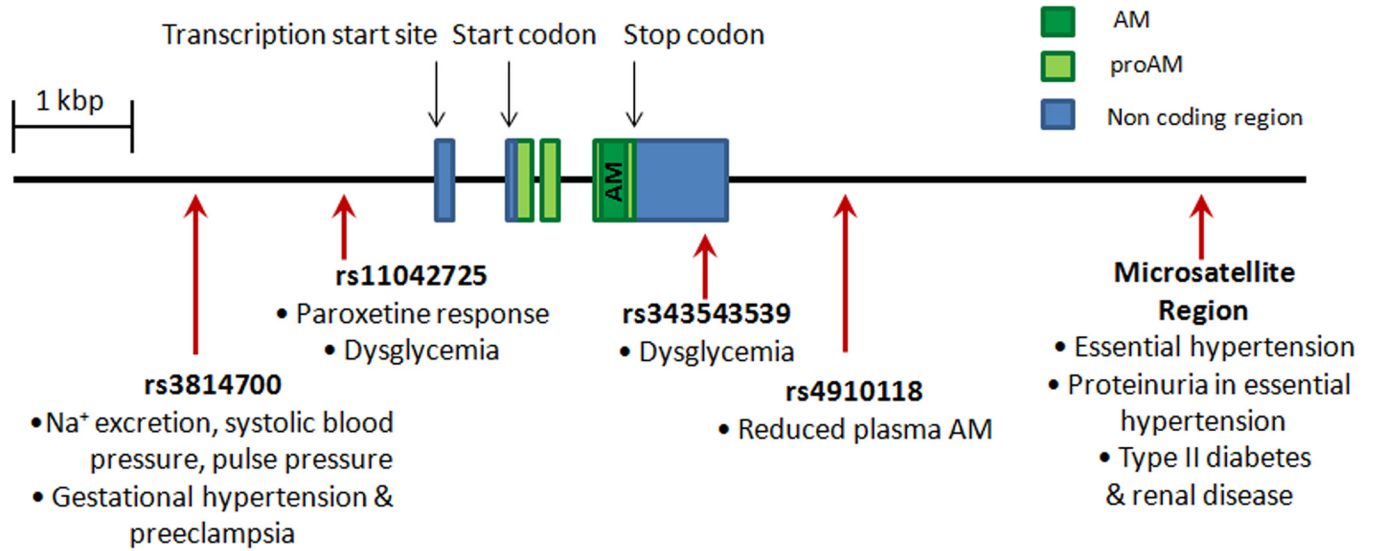 Transcription start site Start codon Stop codon
AM
proAM
Non coding region
1 kbp
AM
rs11042725
• Paroxetine response
• Dysglycemia
rs343543539
• Dysglycemia
rs3814700
•Na⁺ excretion, systolic blood
pressure, pulse pressure
• Gestational hypertension &
preeclampsia
rs4910118
• Reduced plasma AM
Microsatellite
Region
• Essential hypertension
• Proteinuria in essential
hypertension
• Type II diabetes
& renal disease